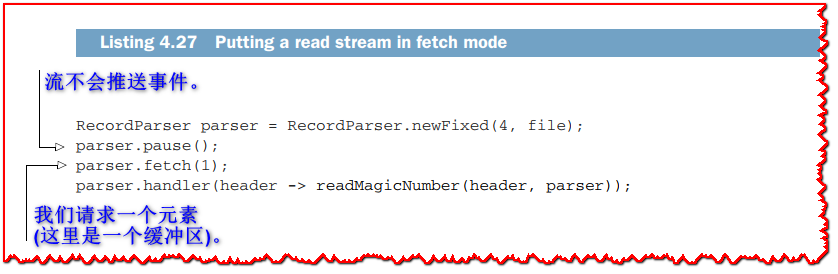 Listing 4.27 Putting a read stream in fetch mode
流不会推送事件。
RecordParser parser = RecordParser.newFixed(4, file);
parser.pause();
parser.fetch(1);
parser.handler(header -> readMagicNumber(header, parser));
我们请求一个元素
(这里是一个缓冲区)。